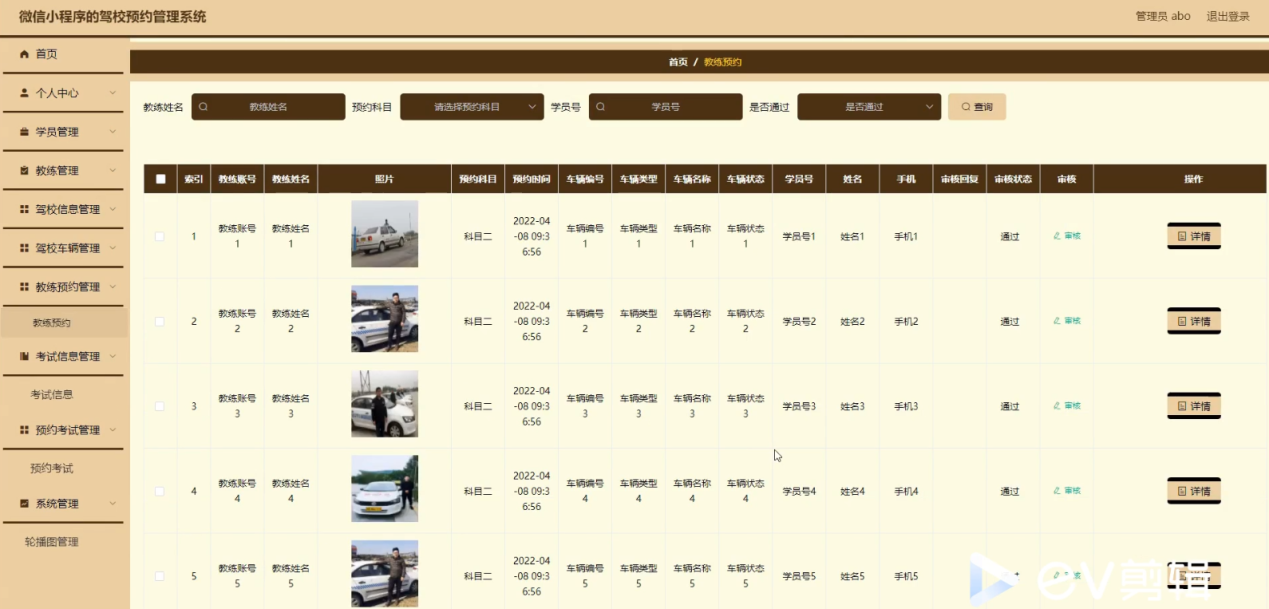 微信小程序的驾校预约管理系统
管理员 abo 退出登录
首页
个人中心
学员管理
教练管理
驾校信息管理
驾校车辆管理
教练预约管理
教练预约
考试信息管理
考试信息
预约考试管理
预约考试
系统管理
轮播图管理
首页 / 教练预约
教练姓名 教练姓名 预约科目 请选择预约科目 学员号 学员号 是否通过 是否通过 查询
索引 教练账号 教练姓名 照片 预约科目 预约时间 车辆编号 车辆类型 车辆名称 车辆状态 学员号 姓名 手机 审核回复 审核状态 审核 操作
1 教练账号1 教练姓名1 科目二 2022-04-08 09:36:56 车辆编号1 车辆类型1 车辆名称1 车辆状态1 学员号1 姓名1 手机1 通过 审核 详情
2 教练账号2 教练姓名2 科目二 2022-04-08 09:36:56 车辆编号2 车辆类型2 车辆名称2 车辆状态2 学员号2 姓名2 手机2 通过 审核 详情
3 教练账号3 教练姓名3 科目二 2022-04-08 09:36:56 车辆编号3 车辆类型3 车辆名称3 车辆状态3 学员号3 姓名3 手机3 通过 审核 详情
4 教练账号4 教练姓名4 科目二 2022-04-08 09:36:56 车辆编号4 车辆类型4 车辆名称4 车辆状态4 学员号4 姓名4 手机4 通过 审核 详情
5 教练账号5 教练姓名5 科目二 2022-04-08 09:36:56 车辆编号5 车辆类型5 车辆名称5 车辆状态5 学员号5 姓名5 手机5
eV剪辑